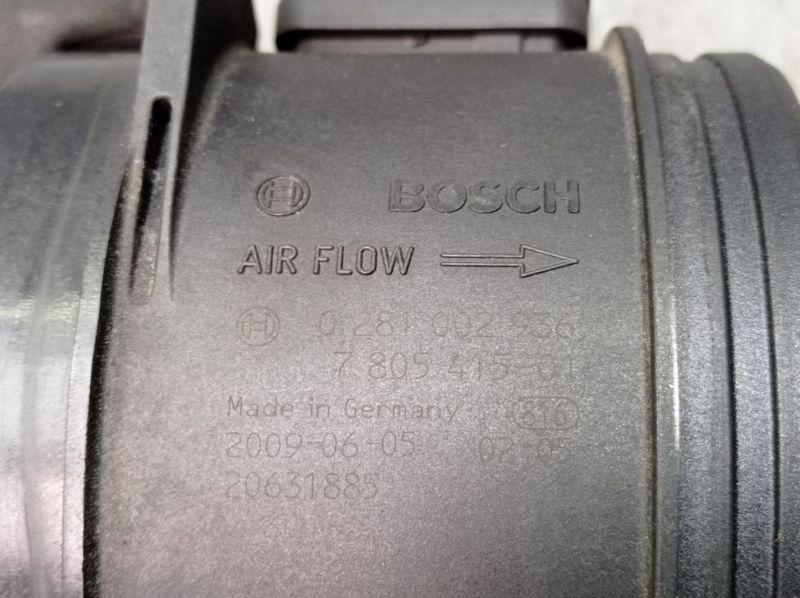 BOSCH
AIR FLOW
0 281 002 936
7.805 415-01
Made in Germany 816
2009-06-05 02-05
20631885